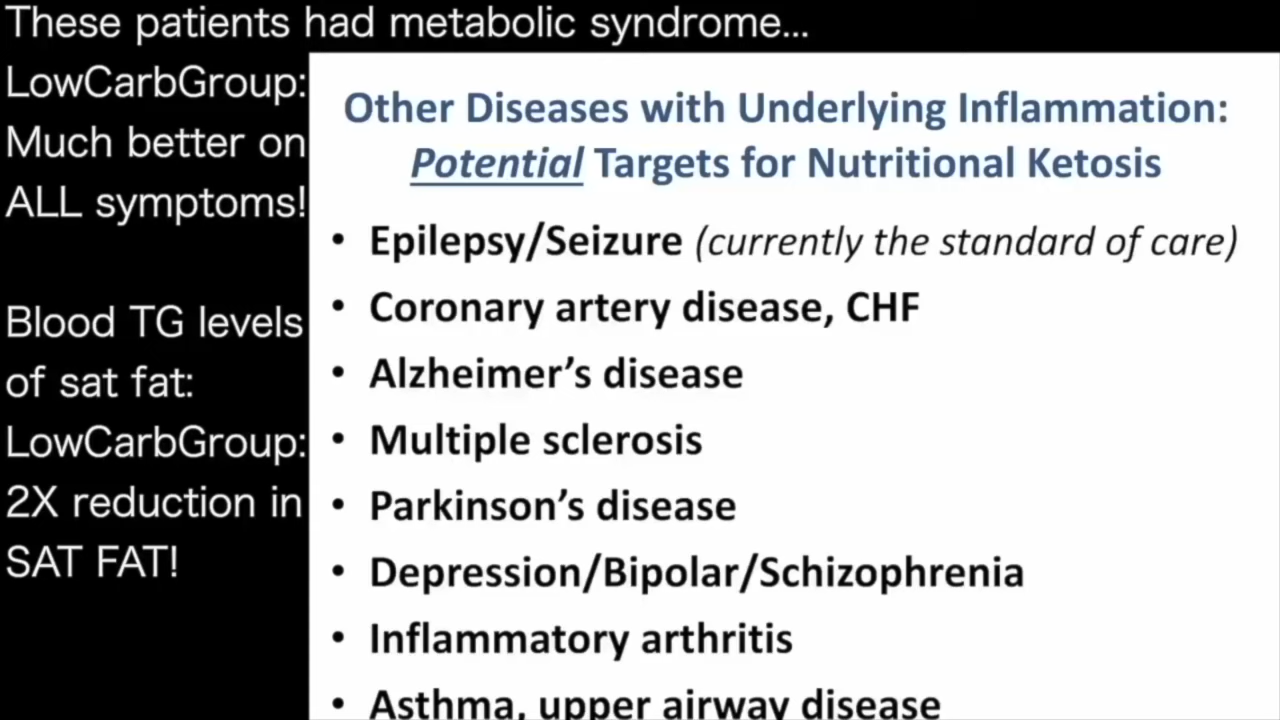 These patients had metabolic syndrome...
LowCarbGroup:
Much better on
ALL symptoms!
Blood TG levels
of sat fat:
LowCarbGroup:
2X reduction in
SAT FAT!
Other Diseases with Underlying Inflammation:
Potential Targets for Nutritional Ketosis
• Epilepsy/Seizure (currently the standard of care)
• Coronary artery disease, CHF
• Alzheimer’s disease
• Multiple sclerosis
• Parkinson’s disease
• Depression/Bipolar/Schizophrenia
• Inflammatory arthritis
• Asthma, upper airway disease